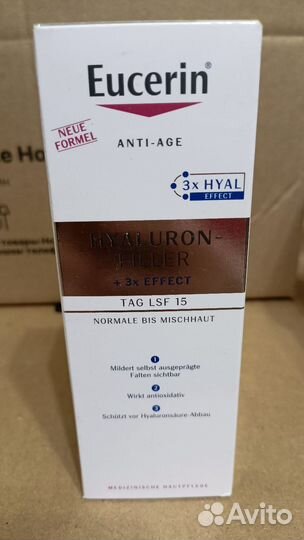 Eucerin®
NEUE
FORMEL
ANTI-AGE
3x HYAL
EFFECT
HYALURON-
FILLER
+ 3x EFFECT
TAG LSF 15
NORMALE BIS MISCHHAUT
1
Mildert selbst ausgeprägte
Falten sichtbar
2
Wirkt antioxidativ
3
Schützt vor Hyaluronsäure-Abbau
MEDIZINISCHE HAUTPFLEGE
Avito